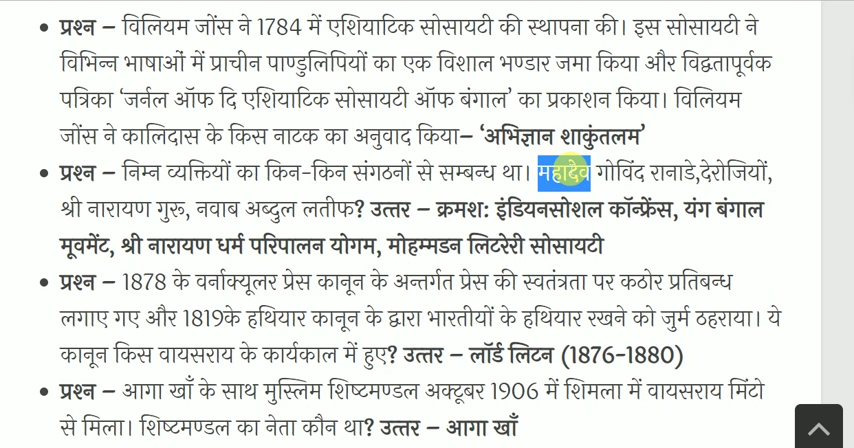 • प्रश्न – विलियम जोंस ने 1784 में एशियाटिक सोसायटी की स्थापना की। इस सोसायटी ने
विभिन्न भाषाओं में प्राचीन पाण्डुलिपियों का एक विशाल भण्डार जमा किया और विद्वतापूर्वक
पत्रिका ‘जर्नल ऑफ दि एशियाटिक सोसायटी ऑफ बंगाल’ का प्रकाशन किया। विलियम
जोंस ने कालिदास के किस नाटक का अनुवाद किया– ‘अभिज्ञान शाकुंतलम’
• प्रश्न – निम्न व्यक्तियों का किन-किन संगठनों से सम्बन्ध था। महादेव गोविंद रानाडे,देरोजियों,
श्री नारायण गुरू, नवाब अब्दुल लतीफ? उत्तर – क्रमश: इंडियनसोशल कॉन्फ्रेंस, यंग बंगाल
मूवमेंट, श्री नारायण धर्म परिपालन योगम, मोहम्मडन लिटरेरी सोसायटी
• प्रश्न – 1878 के वर्नाक्यूलर प्रेस कानून के अन्तर्गत प्रेस की स्वतंत्रता पर कठोर प्रतिबन्ध
लगाए गए और 1819के हथियार कानून के द्वारा भारतीयों के हथियार रखने को जुर्म ठहराया। ये
कानून किस वायसराय के कार्यकाल में हुए? उत्तर – लॉर्ड लिटन (1876-1880)
• प्रश्न – आगा खाँ के साथ मुस्लिम शिष्टमण्डल अक्टूबर 1906 में शिमला में वायसराय मिंटो
से मिला। शिष्टमण्डल का नेता कौन था? उत्तर – आगा खाँ